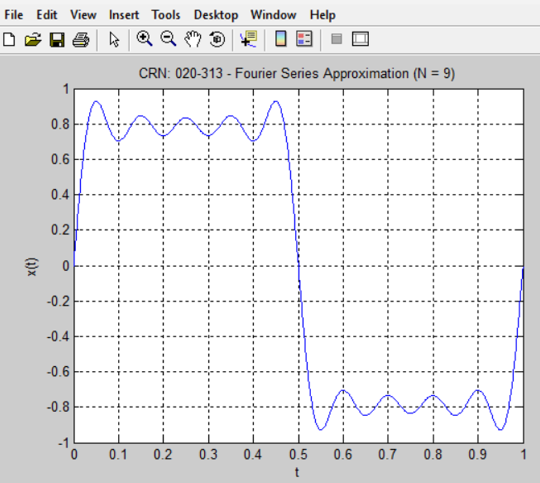 File Edit View Insert Tools Desktop Window Help
CRN: 020-313 - Fourier Series Approximation (N = 9)
1
0.8
0.6
0.4
0.2
0
-0.2
-0.4
-0.6
-0.8
-1
x(t)
0 0.1 0.2 0.3 0.4 0.5 0.6 0.7 0.8 0.9 1
t